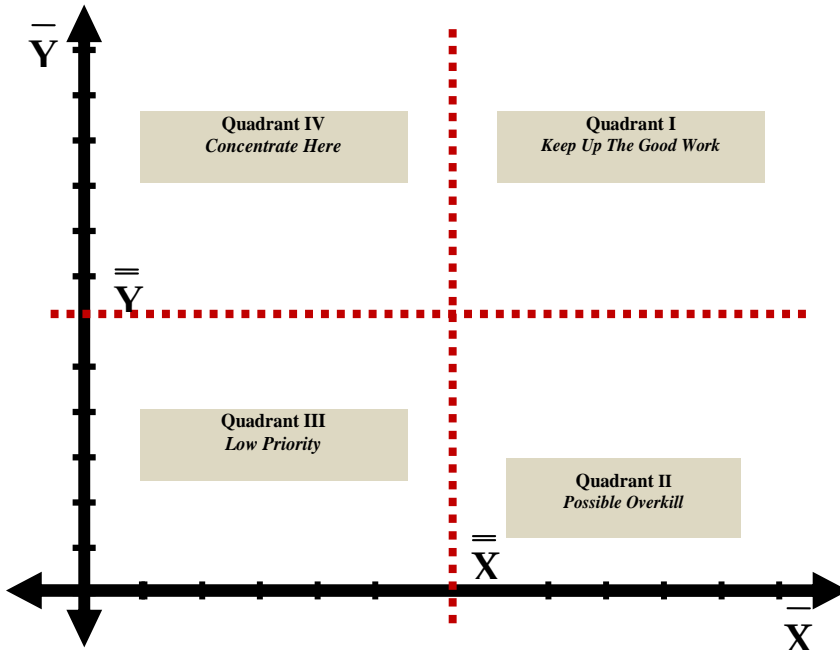 Y̅
Quadrant IV
Concentrate Here
Quadrant I
Keep Up The Good Work
Y̿
Quadrant III
Low Priority
Quadrant II
Possible Overkill
X̿
X̅